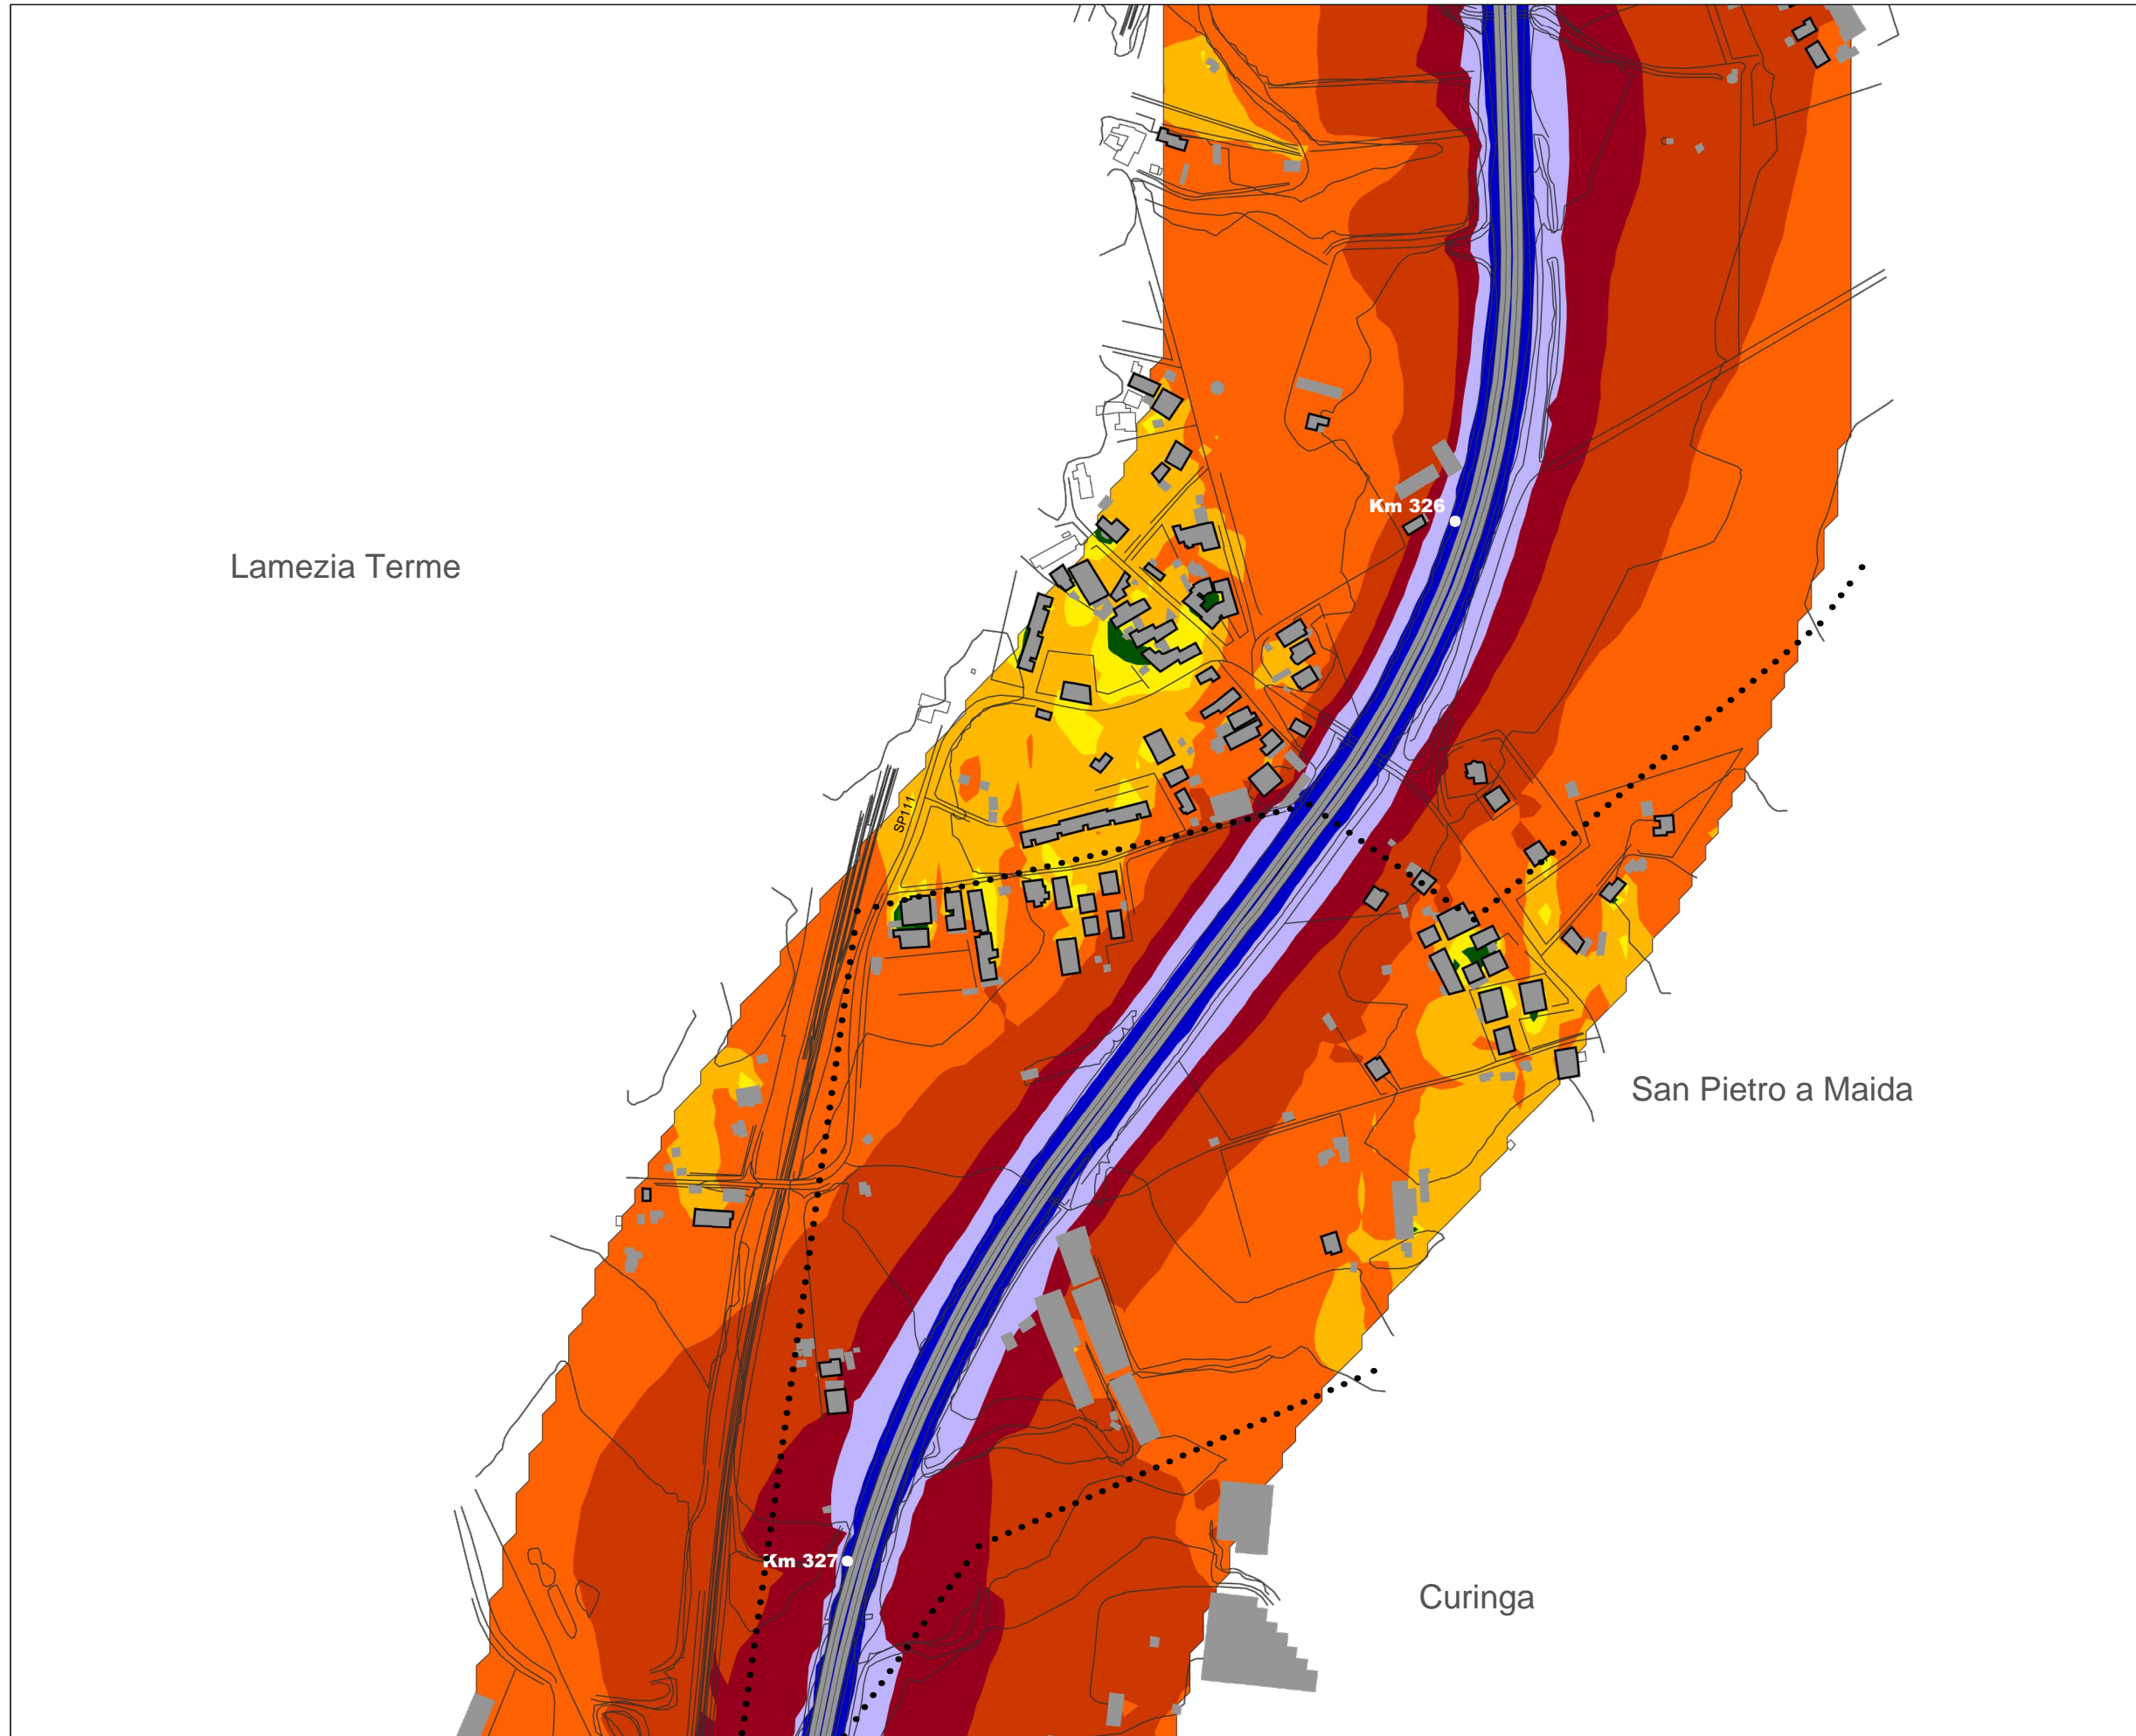 Km 326
Lamezia Terme
SP111
San Pietro a Maida
Km 327
Curinga